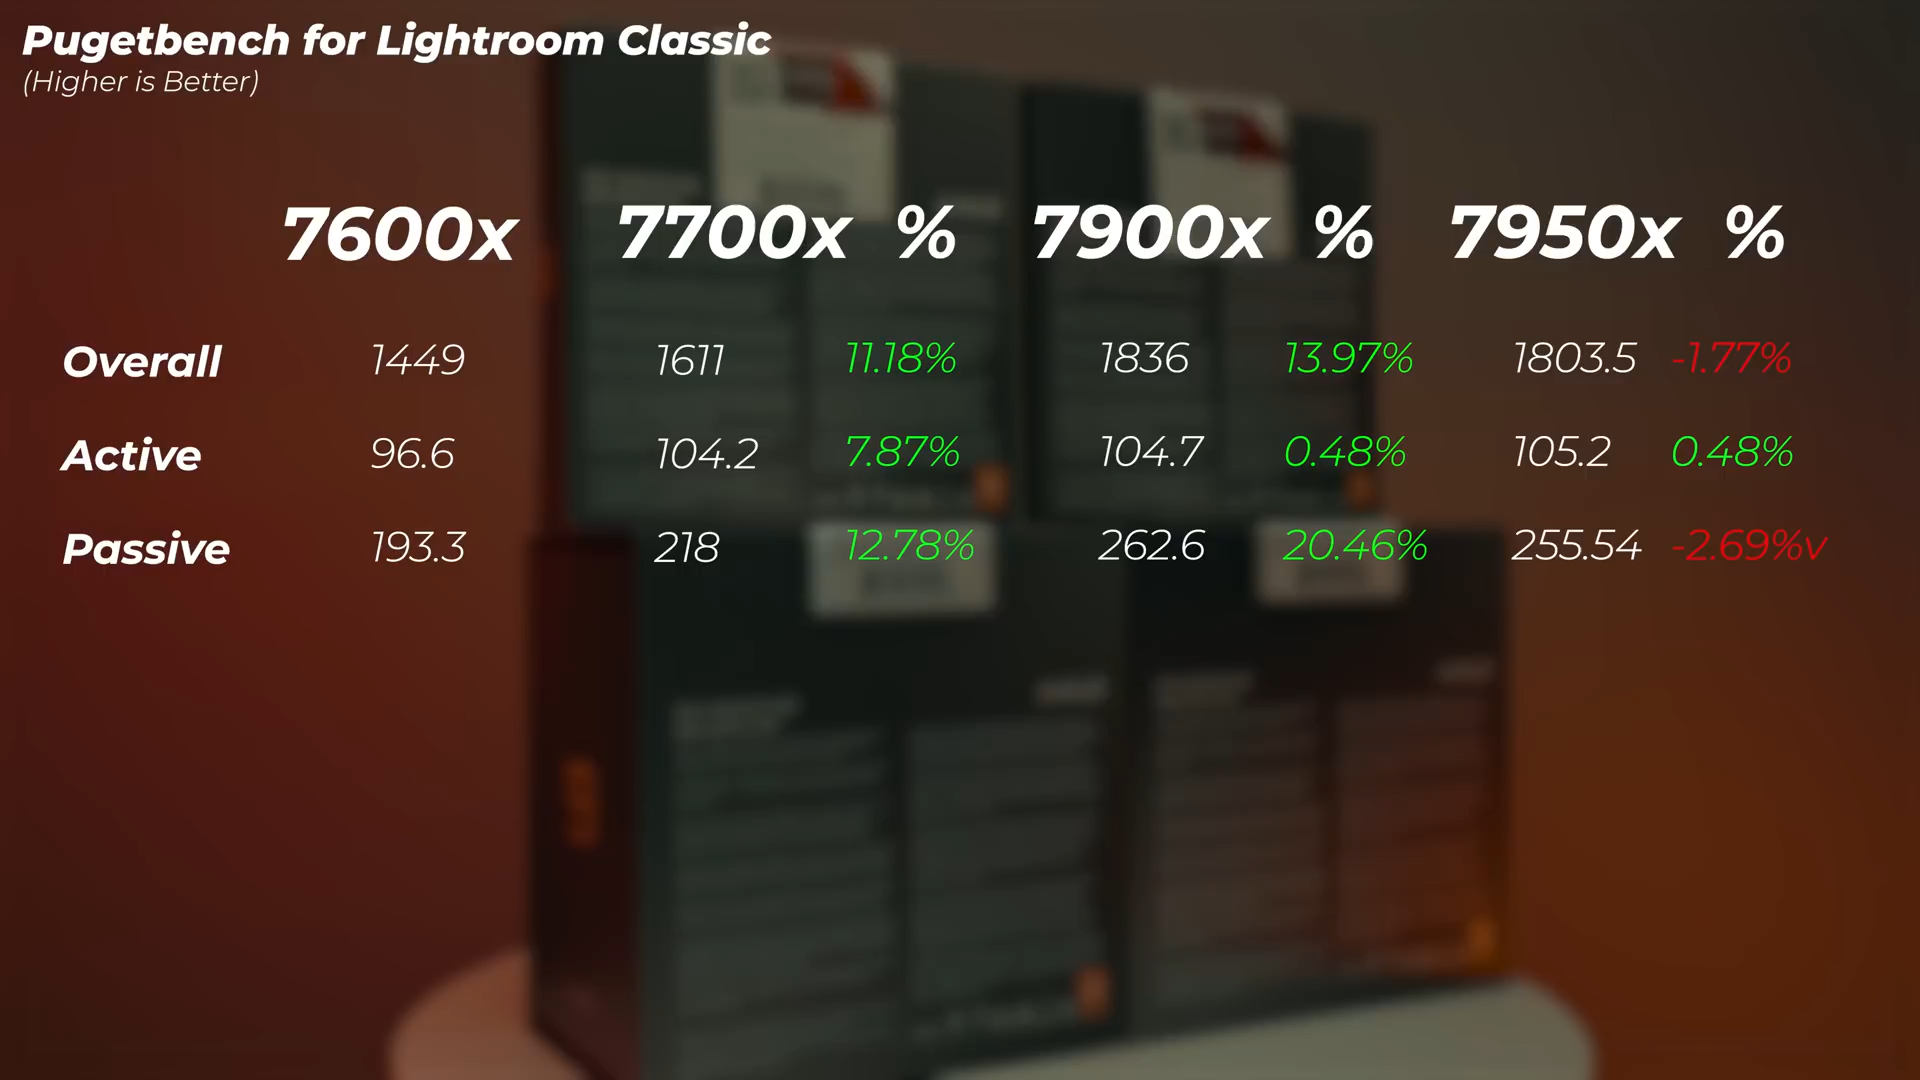 Pugetbench for Lightroom Classic
(Higher is Better)
7600x 7700x % 7900x % 7950x %
Overall 1449 1611 11.18% 1836 13.97% 1803.5 -1.77%
Active 96.6 104.2 7.87% 104.7 0.48% 105.2 0.48%
Passive 193.3 218 12.78% 262.6 20.46% 255.54 -2.69%v